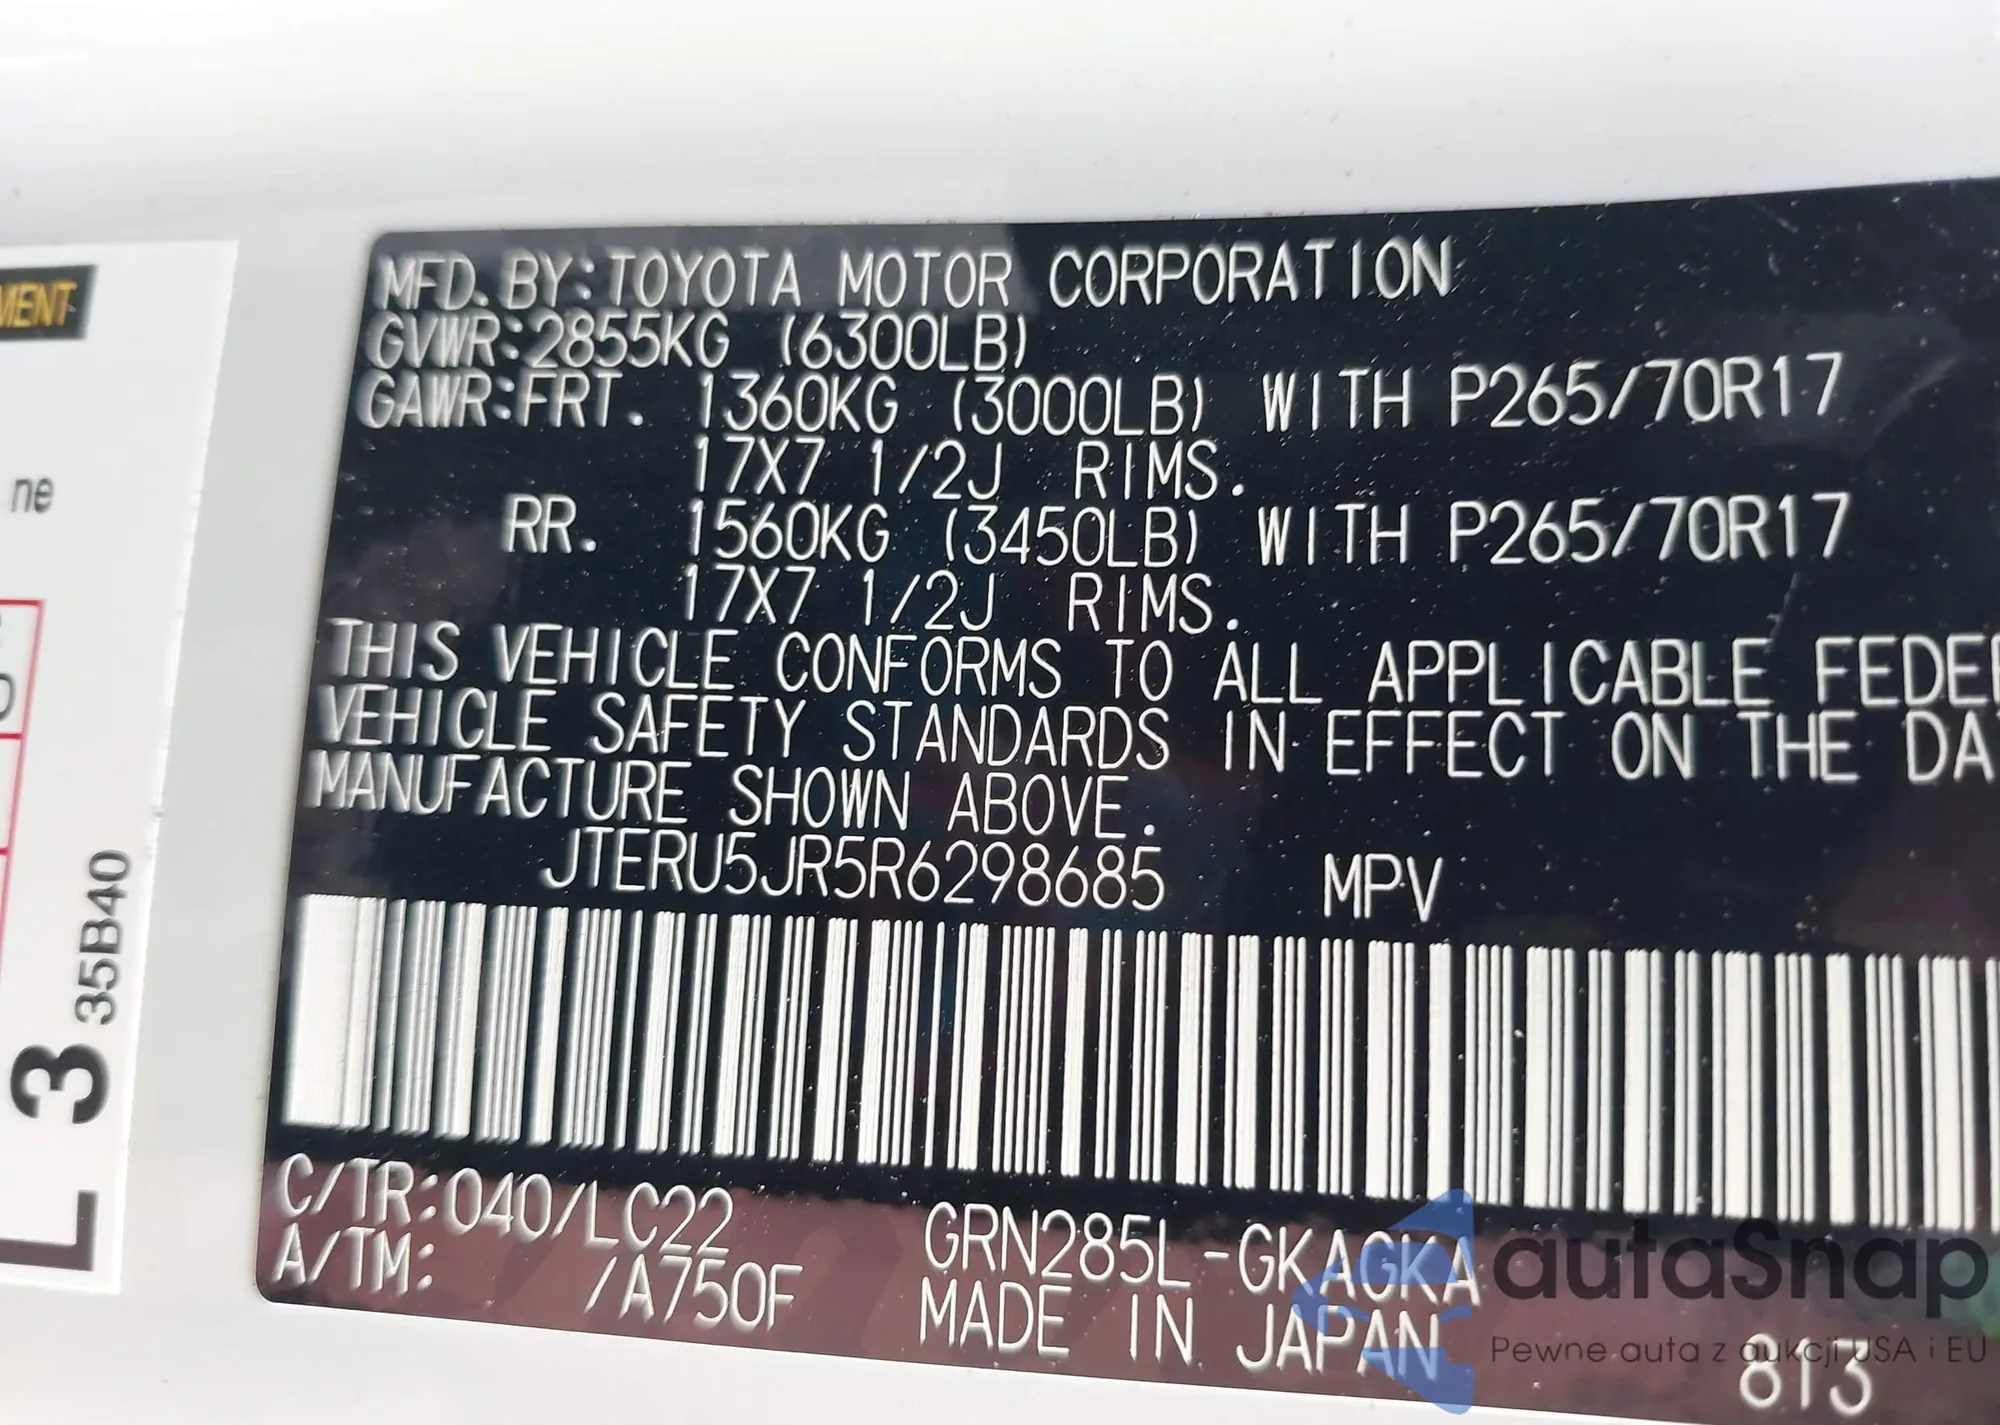 MENT
ne
L 3 35B40
MFD. BY: TOYOTA MOTOR CORPORATION
GVWR: 2855KG (6300LB)
GAWR: FRT. 1360KG (3000LB) WITH P265/70R17
17X7 1/2J RIMS.
RR. 1560KG (3450LB) WITH P265/70R17
17X7 1/2J RIMS.
THIS VEHICLE CONFORMS TO ALL APPLICABLE FEDE
VEHICLE SAFETY STANDARDS IN EFFECT ON THE DA
MANUFACTURE SHOWN ABOVE.
JTERU5JR5R6298685 MPV
C/TR: 040/LC22 GRN285L-GKAGKA
A/TM: /A750F MADE IN JAPAN
813
autaSnap
Pewne auta z aukcji USA i EU